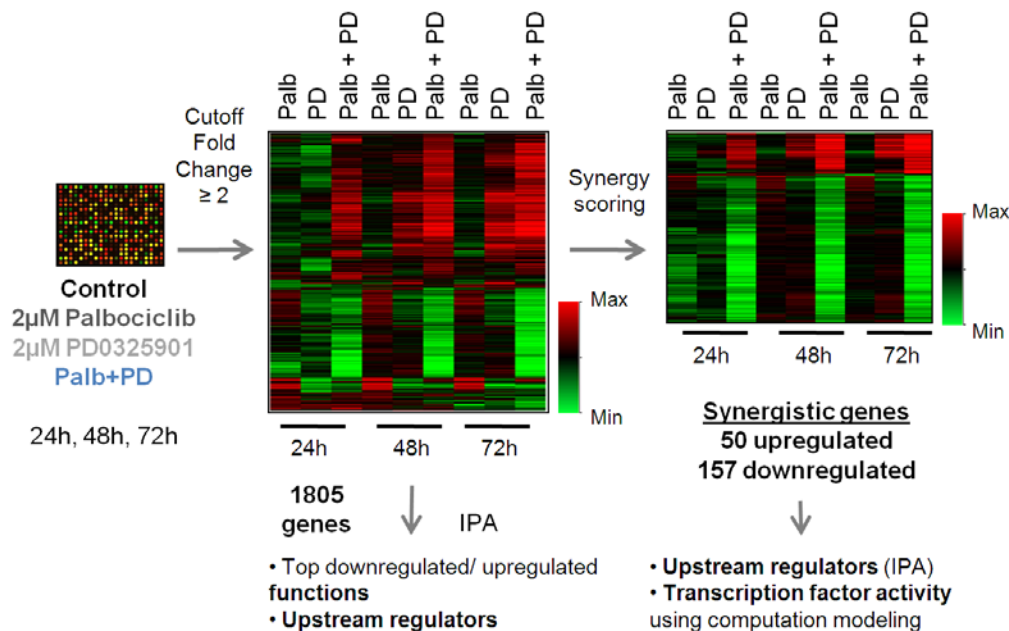 Palb
PD
Palb + PD
Palb
PD
Palb + PD
Palb
PD
Palb + PD
Palb
PD
Palb + PD
Palb
PD
Palb + PD
Palb
PD
Palb + PD
Cutoff
Fold
Change
≥ 2
Synergy
scoring
Control
2µM Palbociclib
2µM PD0325901
Palb+PD
24h, 48h, 72h
Max
Min
Max
Min
24h
48h
72h
24h
48h
72h
1805
genes
IPA
• Top downregulated/ upregulated
functions
• Upstream regulators
Synergistic genes
50 upregulated
157 downregulated
• Upstream regulators (IPA)
• Transcription factor activity
using computation modeling